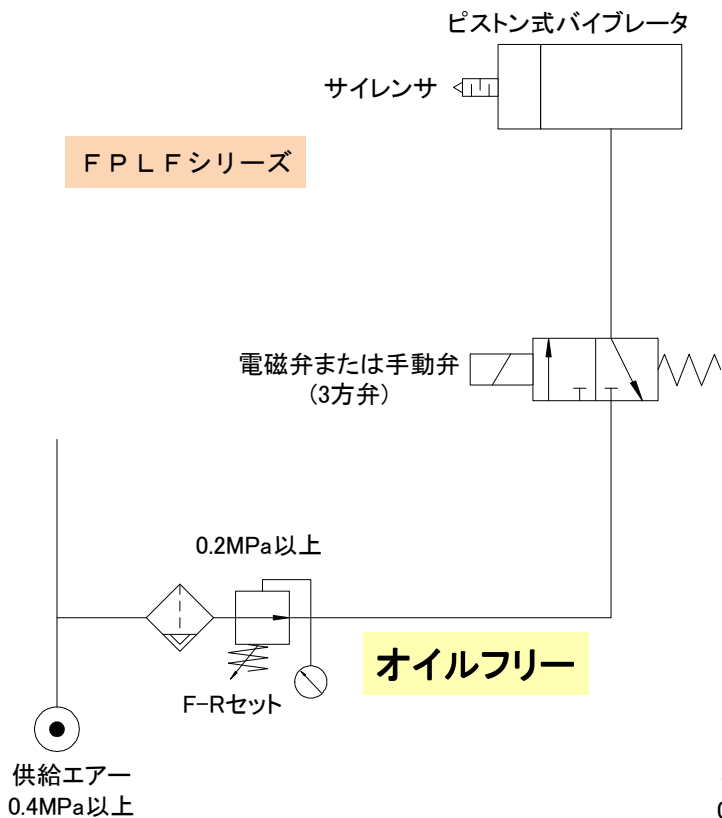 ピストン式バイブレータ
サイレンサ
ＦＰＬＦシリーズ
電磁弁または手動弁
(3方弁)
0.2MPa以上
オイルフリー
F-Rセット
供給エアー
0.4MPa以上